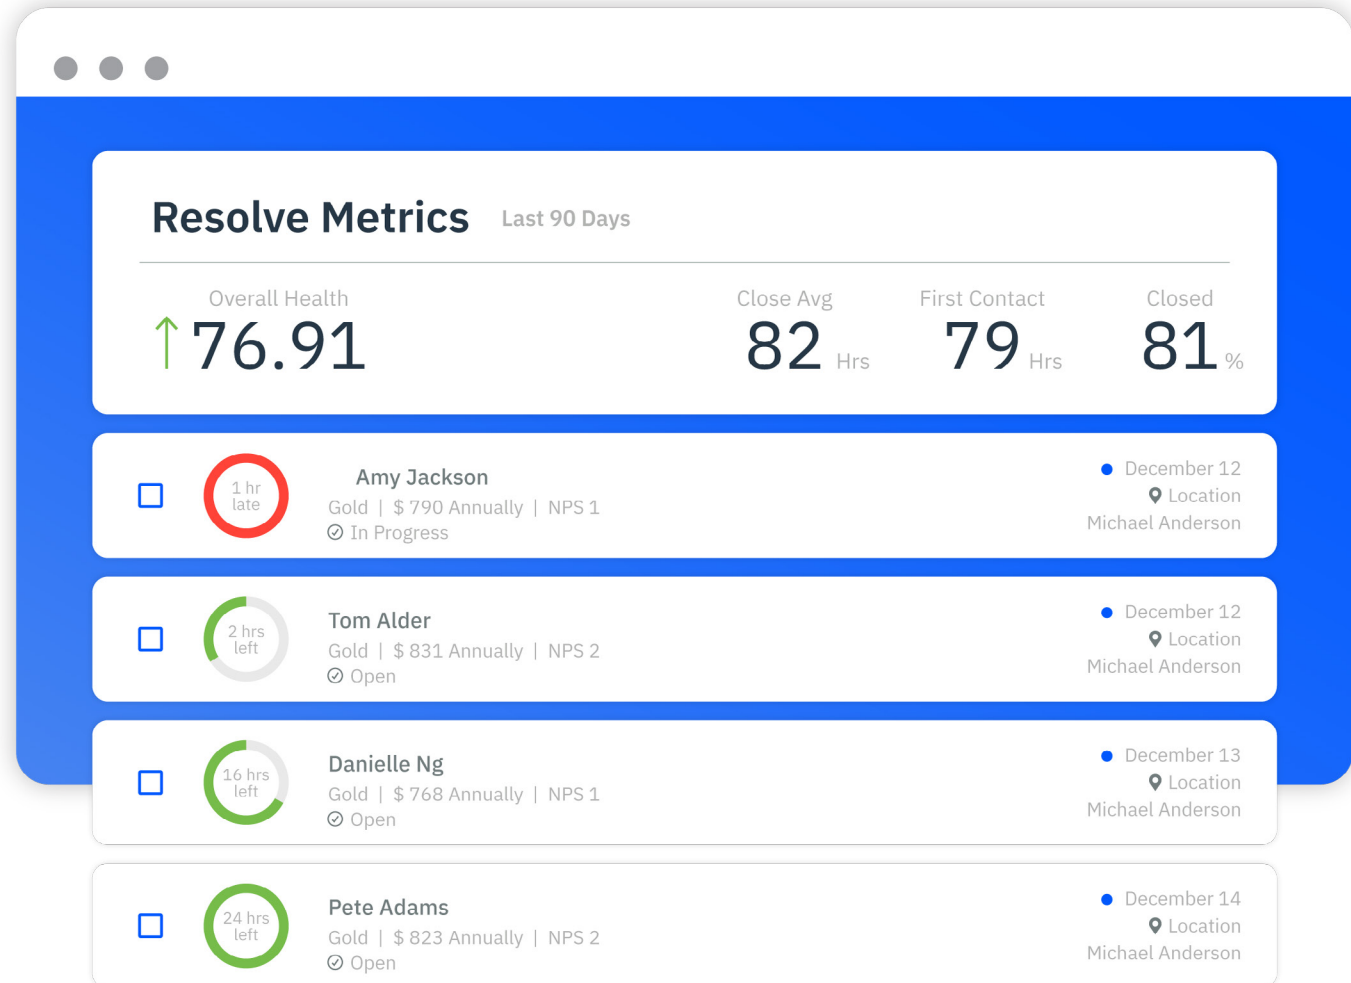 Resolve Metrics Last 90 Days
Overall Health Close Avg First Contact Closed
76.91 82 Hrs 79 Hrs 81 %
1 hr
late
Amy Jackson
Gold | $ 790 Annually | NPS 1
In Progress
December 12
Location
Michael Anderson
2 hrs
left
Tom Alder
Gold | $ 831 Annually | NPS 2
Open
December 12
Location
Michael Anderson
16 hrs
left
Danielle Ng
Gold | $ 768 Annually | NPS 1
Open
December 13
Location
Michael Anderson
24 hrs
left
Pete Adams
Gold | $ 823 Annually | NPS 2
Open
December 14
Location
Michael Anderson